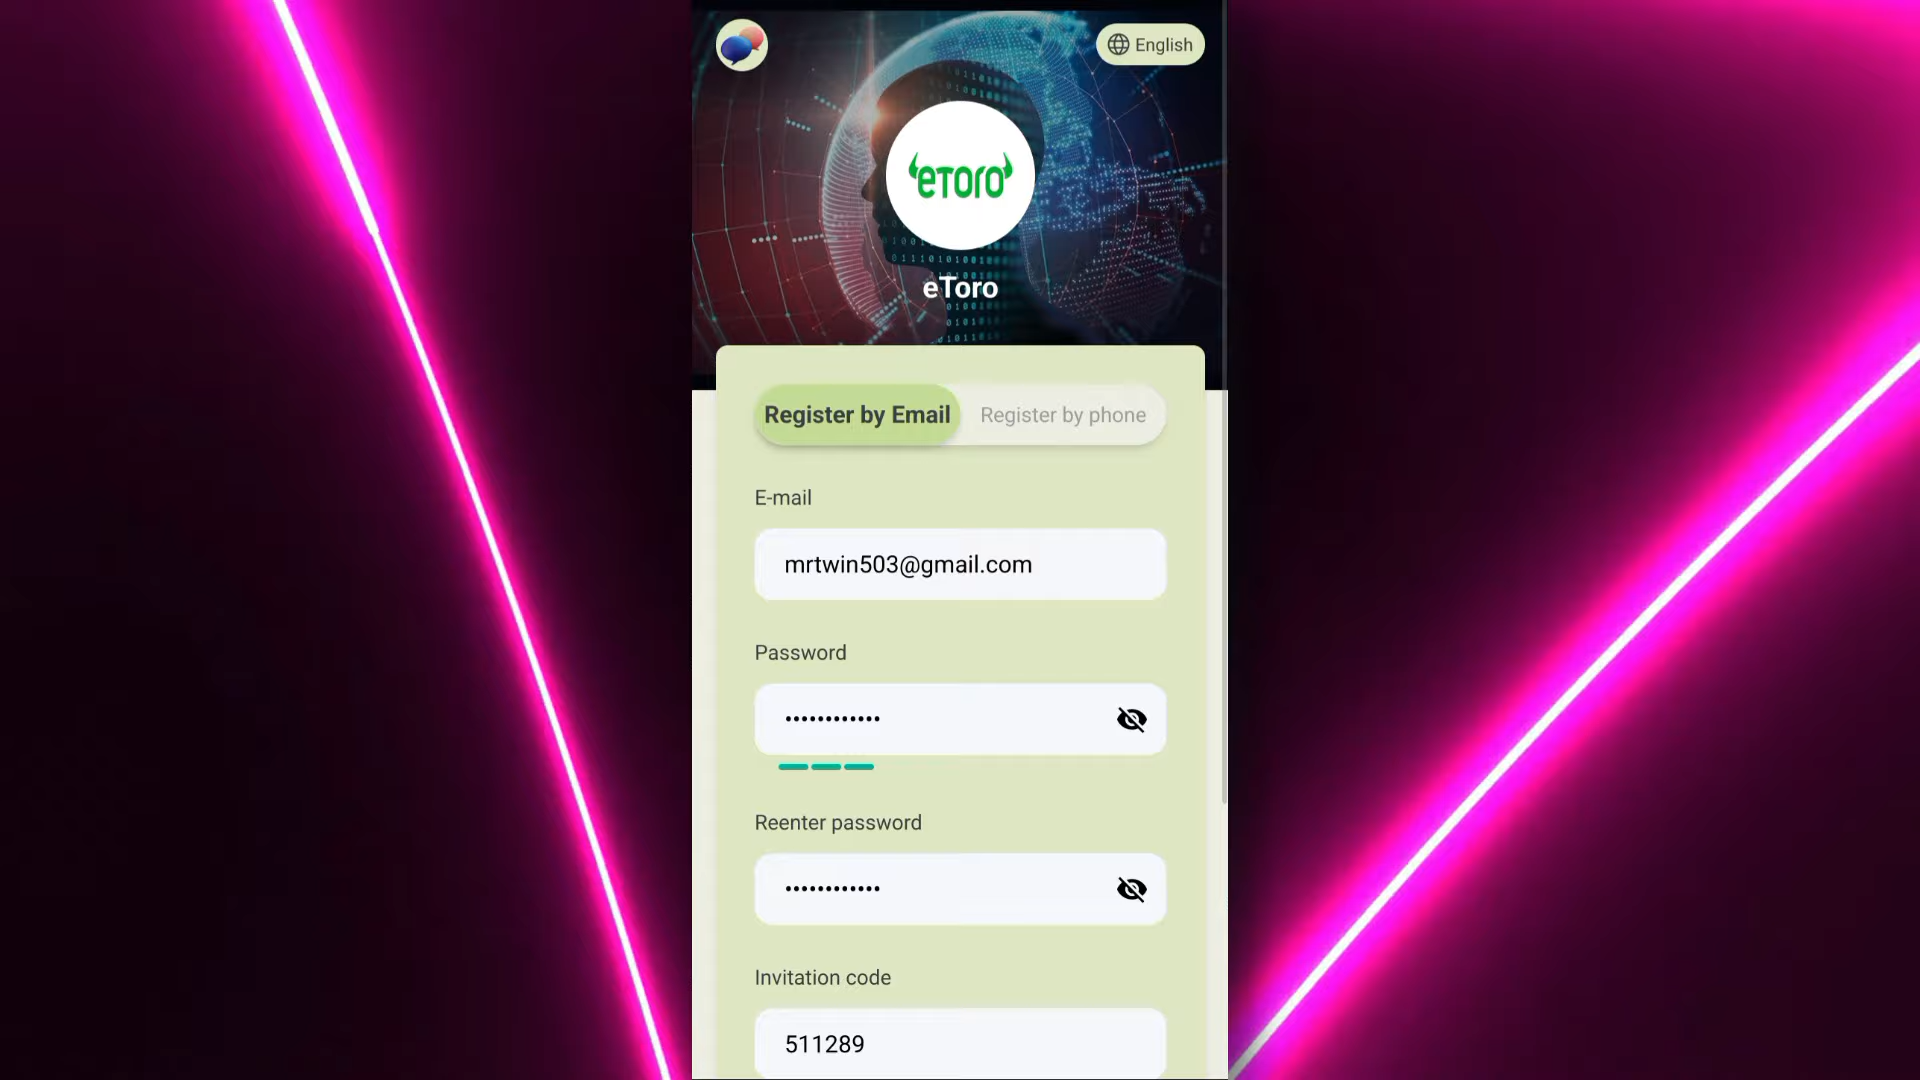 English
eToro
eToro
Register by Email
Register by phone
E-mail
mrtwin503@gmail.com
Password
••••••••••••
Reenter password
••••••••••••
Invitation code
511289